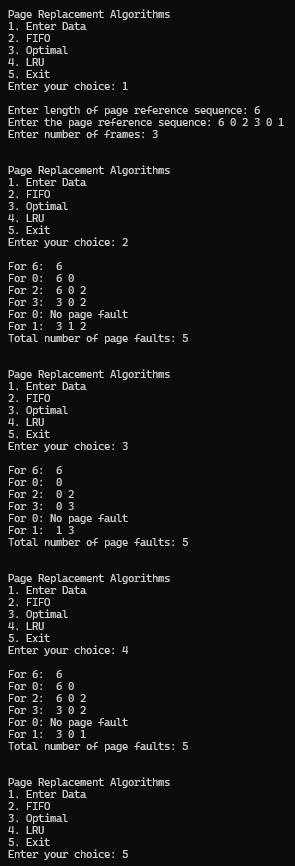 Page Replacement Algorithms
1. Enter Data
2. FIFO
3. Optimal
4. LRU
5. Exit
Enter your choice: 1
Enter length of page reference sequence: 6
Enter the page reference sequence: 6 0 2 3 0 1
Enter number of frames: 3
Page Replacement Algorithms
1. Enter Data
2. FIFO
3. Optimal
4. LRU
5. Exit
Enter your choice: 2
For 6:  6
For 0:  6 0
For 2:  6 0 2
For 3:  3 0 2
For 0: No page fault
For 1:  3 1 2
Total number of page faults: 5
Page Replacement Algorithms
1. Enter Data
2. FIFO
3. Optimal
4. LRU
5. Exit
Enter your choice: 3
For 6:  6
For 0:  0
For 2:  0 2
For 3:  0 3
For 0: No page fault
For 1:  1 3
Total number of page faults: 5
Page Replacement Algorithms
1. Enter Data
2. FIFO
3. Optimal
4. LRU
5. Exit
Enter your choice: 4
For 6:  6
For 0:  6 0
For 2:  6 0 2
For 3:  3 0 2
For 0: No page fault
For 1:  3 0 1
Total number of page faults: 5
Page Replacement Algorithms
1. Enter Data
2. FIFO
3. Optimal
4. LRU
5. Exit
Enter your choice: 5